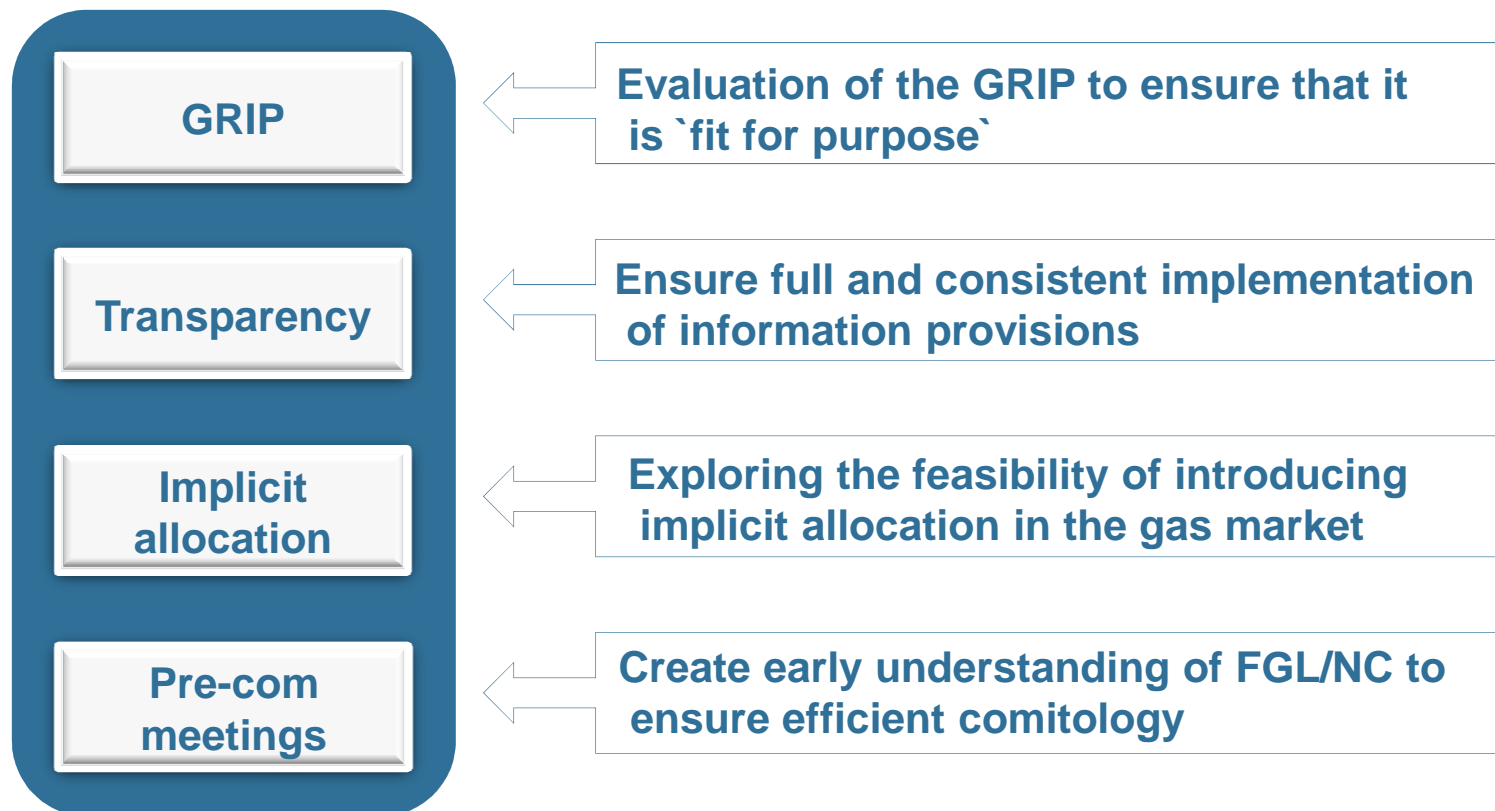 GRIP
Evaluation of the GRIP to ensure that it
is `fit for purpose`
Transparency
Ensure full and consistent implementation
of information provisions
Implicit
allocation
Exploring the feasibility of introducing
implicit allocation in the gas market
Pre-com
meetings
Create early understanding of FGL/NC to
ensure efficient comitology